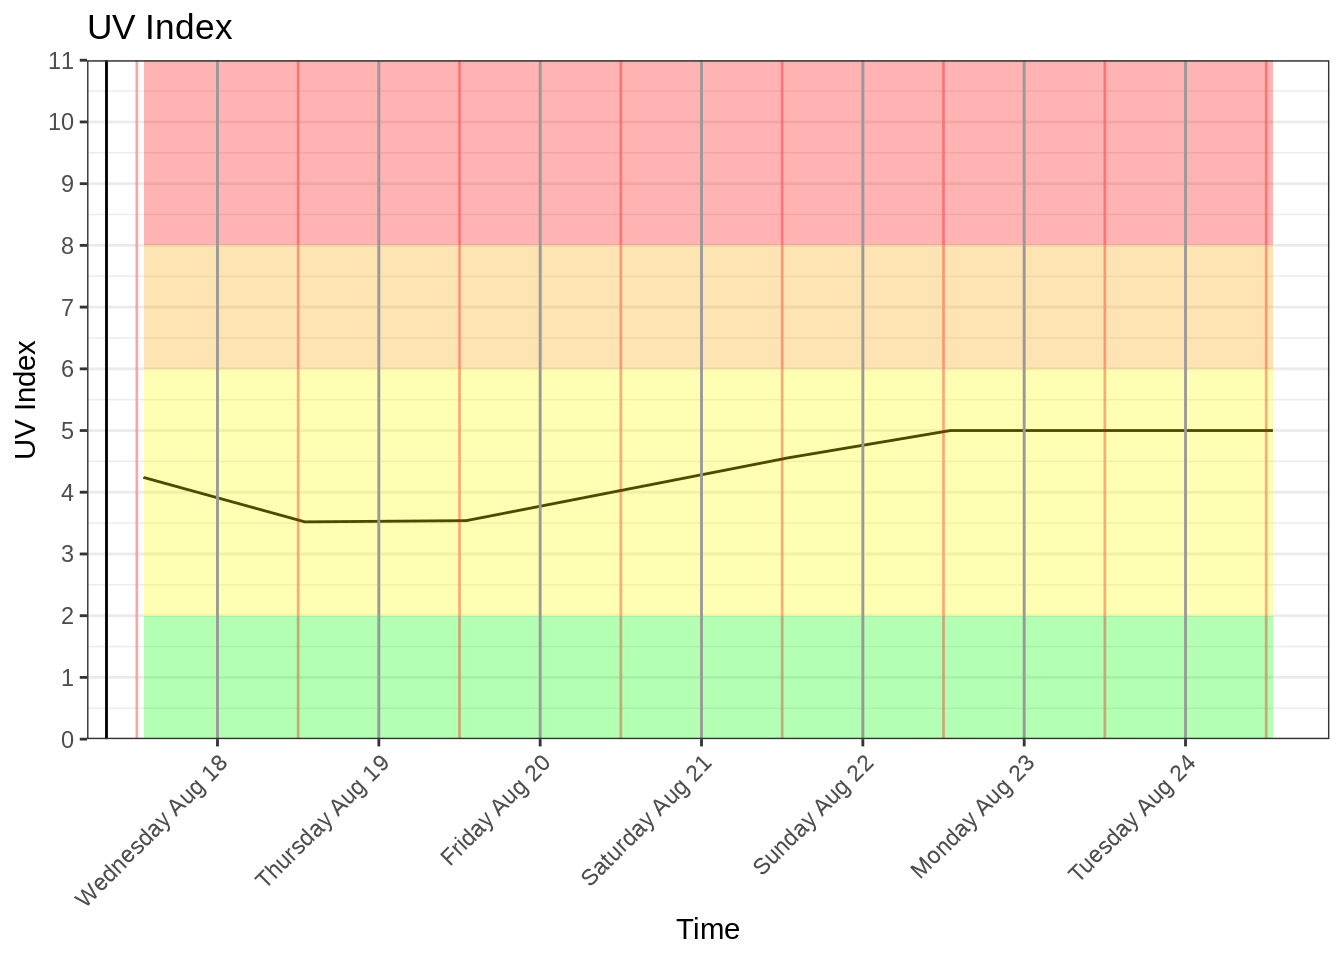 UV Index
11
10
9
8
7
6
5
4
3
2
1
0
UV Index
Wednesday Aug 18
Thursday Aug 19
Friday Aug 20
Saturday Aug 21
Sunday Aug 22
Monday Aug 23
Tuesday Aug 24
Time